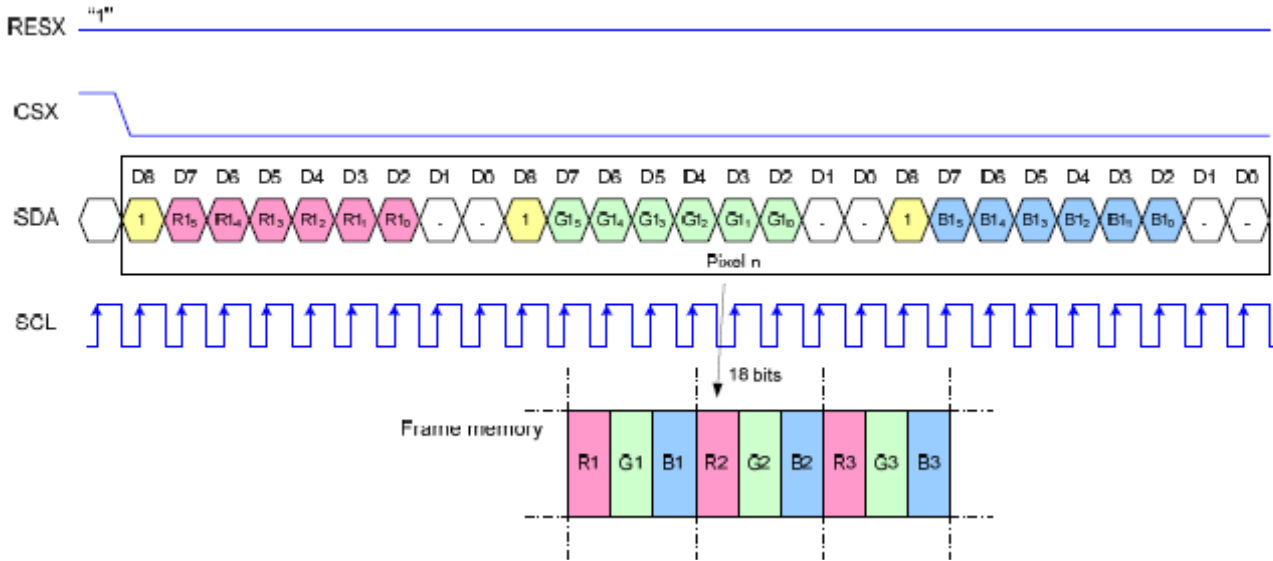 "1"
RESX
CSX
D8 D7 D6 D5 D4 D3 D2 D1 D0 D8 D7 D6 D5 D4 D3 D2 D1 D0 D8 D7 D6 D5 D4 D3 D2 D1 D0
SDA 1 R1₅ R1₄ R1₃ R1₂ R1₁ R1₀ - - 1 G1₅ G1₄ G1₃ G1₂ G1₁ G1₀ - - 1 B1₅ B1₄ B1₃ B1₂ B1₁ B1₀ - -
Pixel n
SCL
18 bits
Frame memory
R1 G1 B1 R2 G2 B2 R3 G3 B3